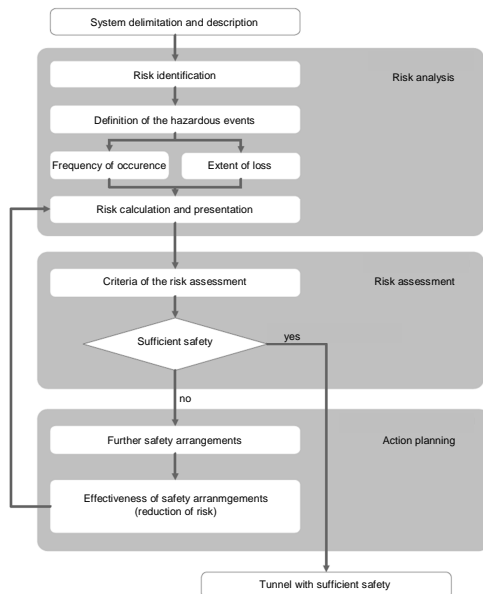 System delimitation and description
Risk identification
Risk analysis
Definition of the hazardous events
Frequency of occurence
Extent of loss
Risk calculation and presentation
Criteria of the risk assessment
Risk assessment
Sufficient safety
yes
no
Further safety arrangements
Action planning
Effectiveness of safety arranmgements
(reduction of risk)
Tunnel with sufficient safety